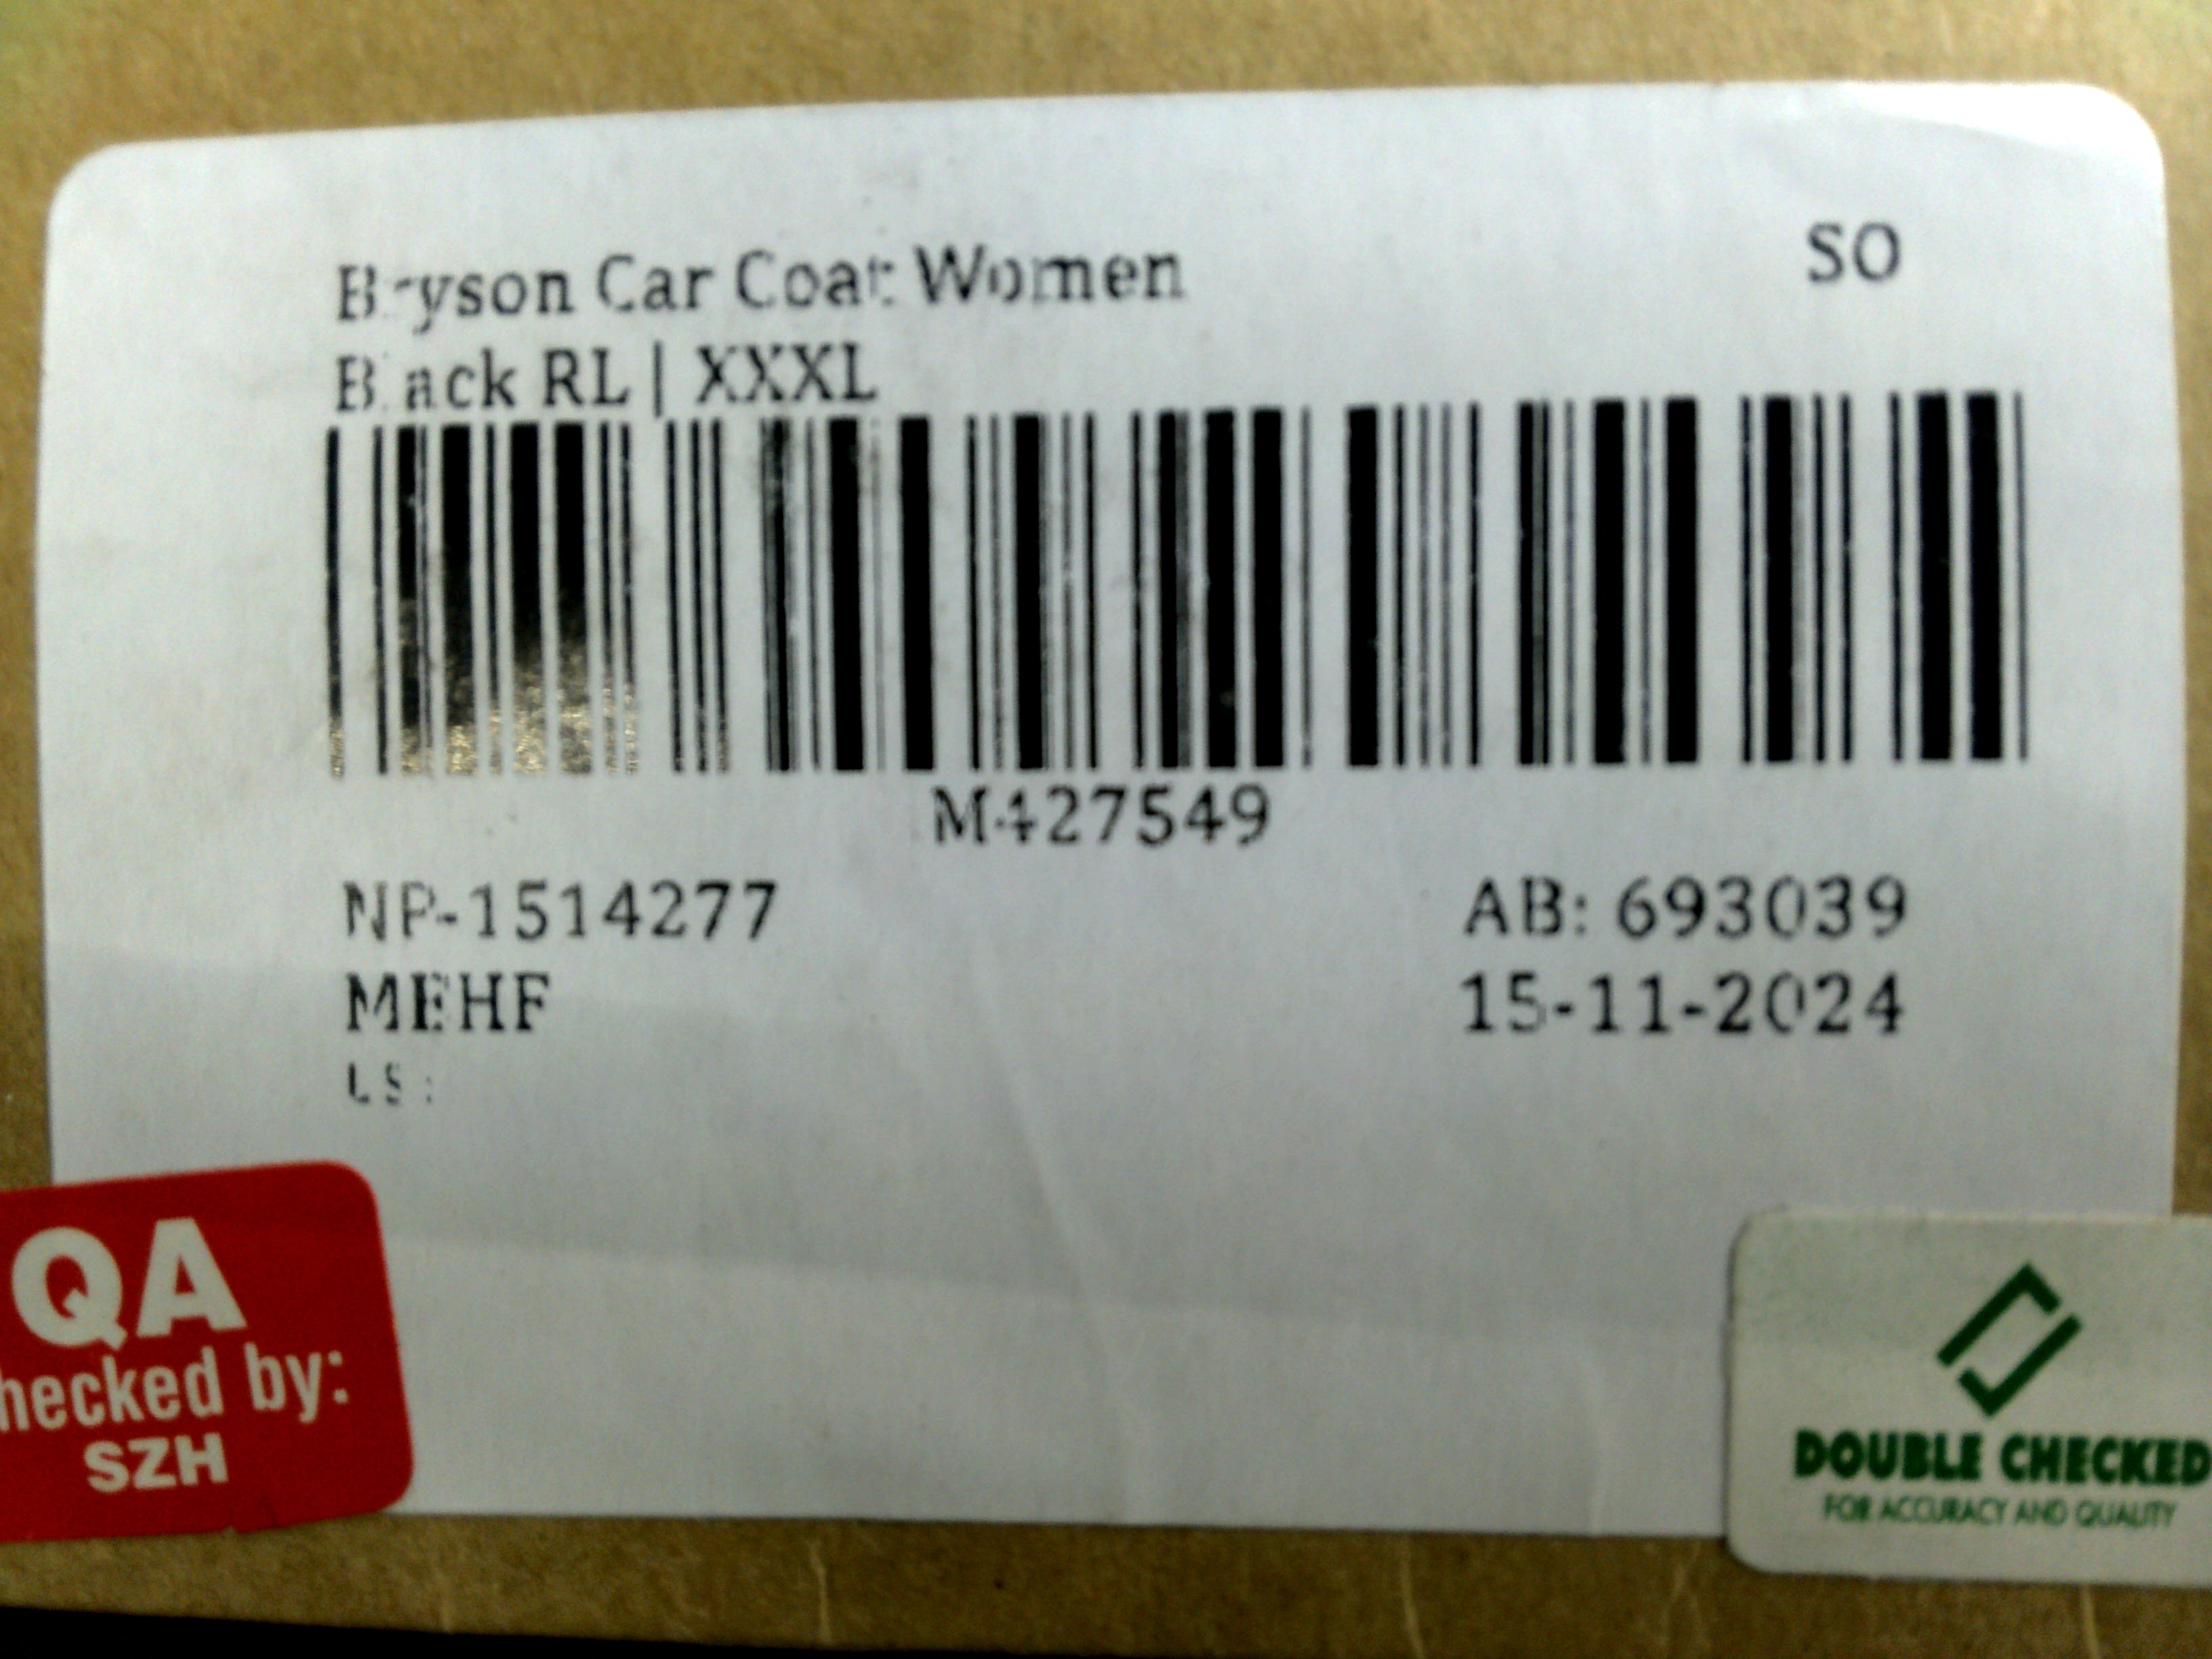 Bryson Car Coat Women
SO
Black RL | XXXL
M427549
NP-1514277
AB: 693039
MEHF
15-11-2024
QA
hecked by:
SZH
DOUBLE CHECKED
FOR ACCURACY AND QUALITY